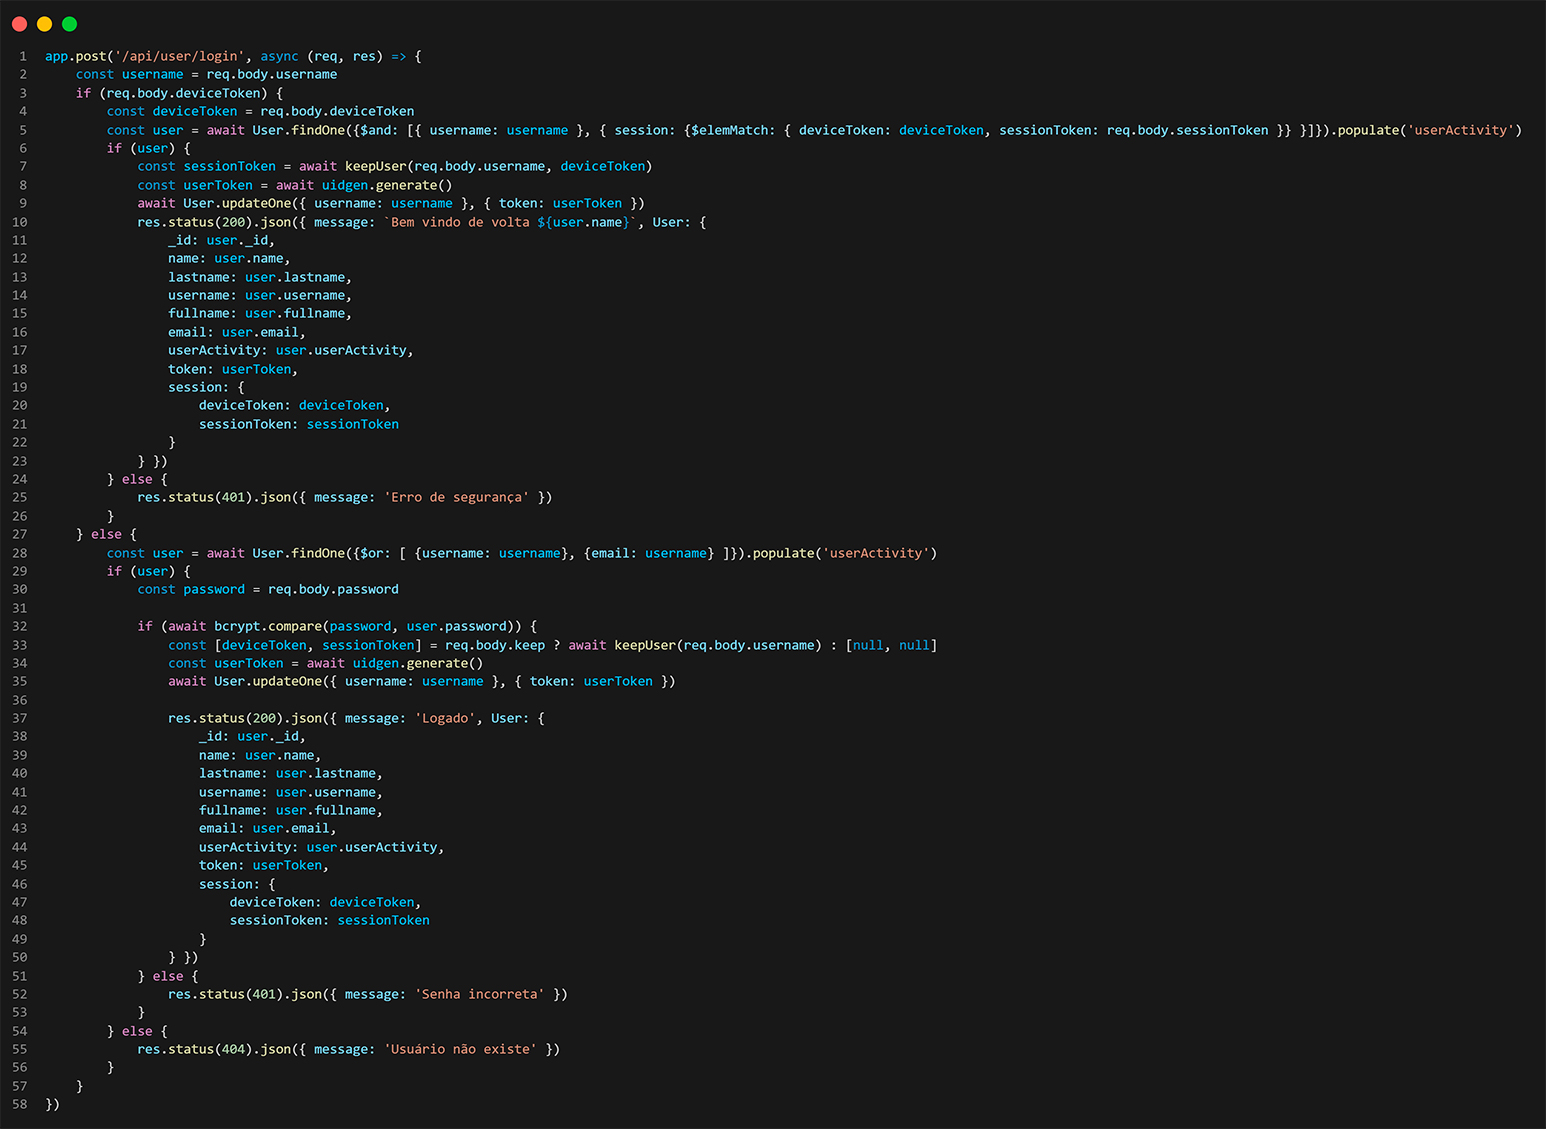 1 app.post('/api/user/login', async (req, res) => {
2     const username = req.body.username
3     if (req.body.deviceToken) {
4         const deviceToken = req.body.deviceToken
5         const user = await User.findOne({$and: [{ username: username }, { session: {$elemMatch: { deviceToken: deviceToken, sessionToken: req.body.sessionToken }} }]}).populate('userActivity')
6         if (user) {
7             const sessionToken = await keepUser(req.body.username, deviceToken)
8             const userToken = await uidgen.generate()
9             await User.updateOne({ username: username }, { token: userToken })
10             res.status(200).json({ message: `Bem vindo de volta ${user.name}`, User: {
11                 _id: user._id,
12                 name: user.name,
13                 lastname: user.lastname,
14                 username: user.username,
15                 fullname: user.fullname,
16                 email: user.email,
17                 userActivity: user.userActivity,
18                 token: userToken,
19                 session: {
20                     deviceToken: deviceToken,
21                     sessionToken: sessionToken
22                 }
23             } })
24         } else {
25             res.status(401).json({ message: 'Erro de segurança' })
26         }
27     } else {
28         const user = await User.findOne({$or: [ {username: username}, {email: username} ]}).populate('userActivity')
29         if (user) {
30             const password = req.body.password
31
32             if (await bcrypt.compare(password, user.password)) {
33                 const [deviceToken, sessionToken] = req.body.keep ? await keepUser(req.body.username) : [null, null]
34                 const userToken = await uidgen.generate()
35                 await User.updateOne({ username: username }, { token: userToken })
36
37                 res.status(200).json({ message: 'Logado', User: {
38                     _id: user._id,
39                     name: user.name,
40                     lastname: user.lastname,
41                     username: user.username,
42                     fullname: user.fullname,
43                     email: user.email,
44                     userActivity: user.userActivity,
45                     token: userToken,
46                     session: {
47                         deviceToken: deviceToken,
48                         sessionToken: sessionToken
49                     }
50                 } })
51             } else {
52                 res.status(401).json({ message: 'Senha incorreta' })
53             }
54         } else {
55             res.status(404).json({ message: 'Usuário não existe' })
56         }
57     }
58 })